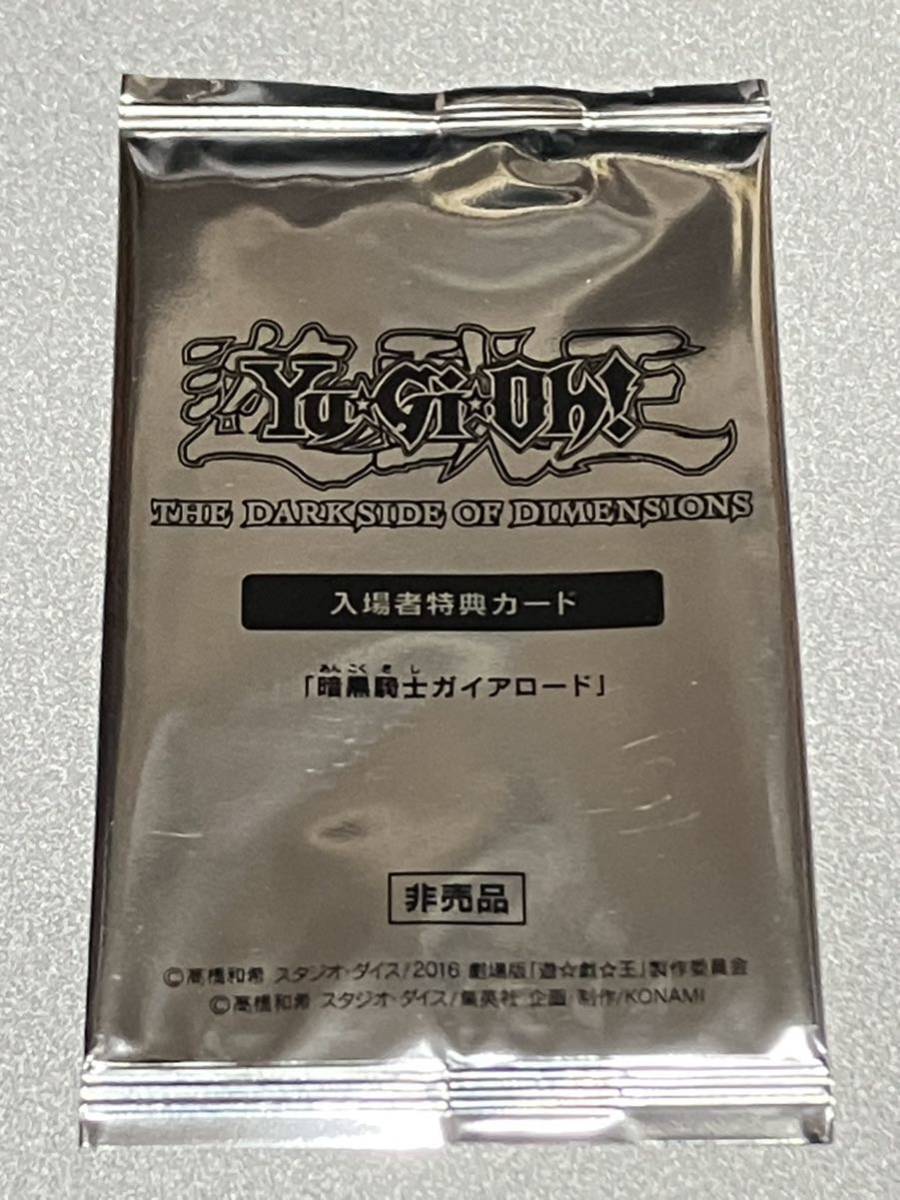 遊戯王
Yu☆Gi☆Oh!
THE DARKSIDE OF DIMENSIONS
入場者特典カード
あんこくきし
「暗黒騎士ガイアロード」
非売品
©高橋和希 スタジオ・ダイス/2016 劇場版「遊☆戯☆王」製作委員会
©高橋和希 スタジオ・ダイス/集英社 企画/制作/KONAMI